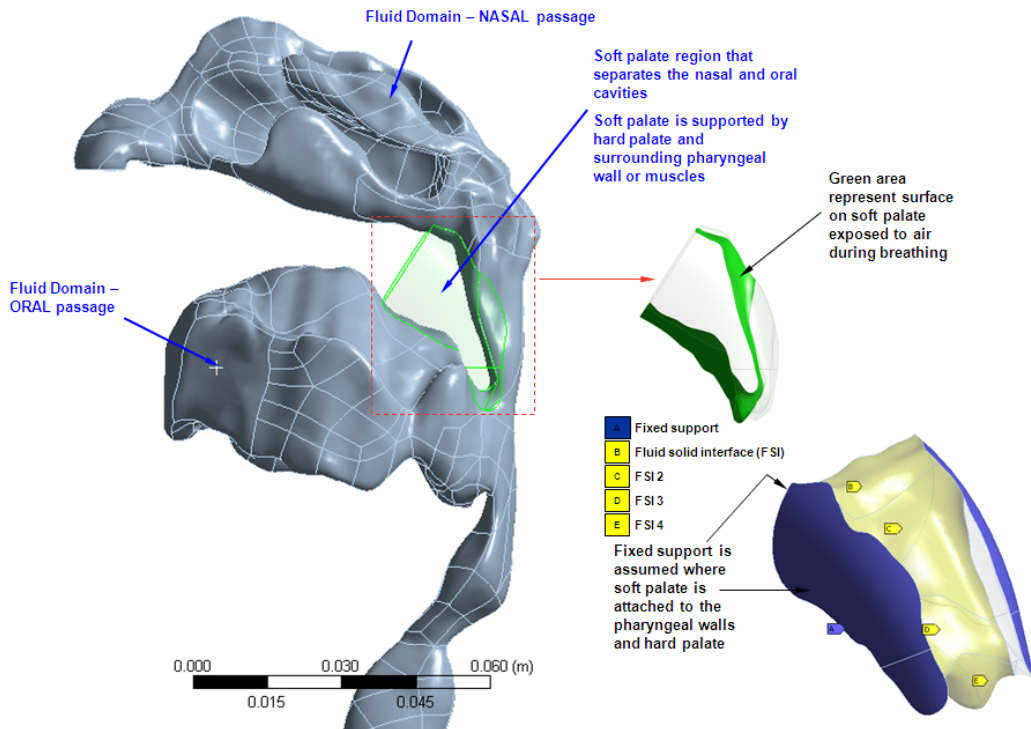 Fluid Domain – NASAL passage
Soft palate region that
separates the nasal and oral
cavities
Soft palate is supported by
hard palate and
surrounding pharyngeal
wall or muscles
Green area
represent surface
on soft palate
exposed to air
during breathing
Fluid Domain –
ORAL passage
A Fixed support
B Fluid solid interface (FSI)
C FSI 2
D FSI 3
E FSI 4
Fixed support is
assumed where
soft palate is
attached to the
pharyngeal walls
and hard palate
B
C
A
D
E
0.000 0.030 0.060 (m)
0.015 0.045